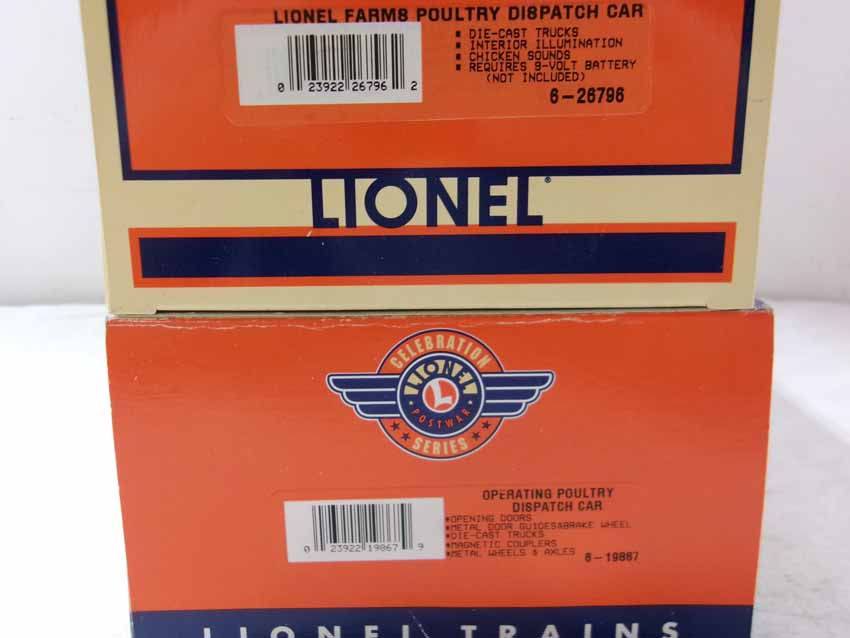 LIONEL FARMS POULTRY DISPATCH CAR
DIE-CAST TRUCKS
INTERIOR ILLUMINATION
CHICKEN SOUNDS
REQUIRES 9-VOLT BATTERY
(NOT INCLUDED)
0 23922 26796 2
6-26796
LIONEL®
CELEBRATION
LIONEL
L
POSTWAR
SERIES
OPERATING POULTRY
DISPATCH CAR
*OPENING DOORS
*METAL DOOR GUIDES&BRAKE WHEEL
*DIE-CAST TRUCKS
*MAGNETIC COUPLERS
*METAL WHEELS & AXLES
0 23922 19867 9
6-19867
LIONEL TRAINS